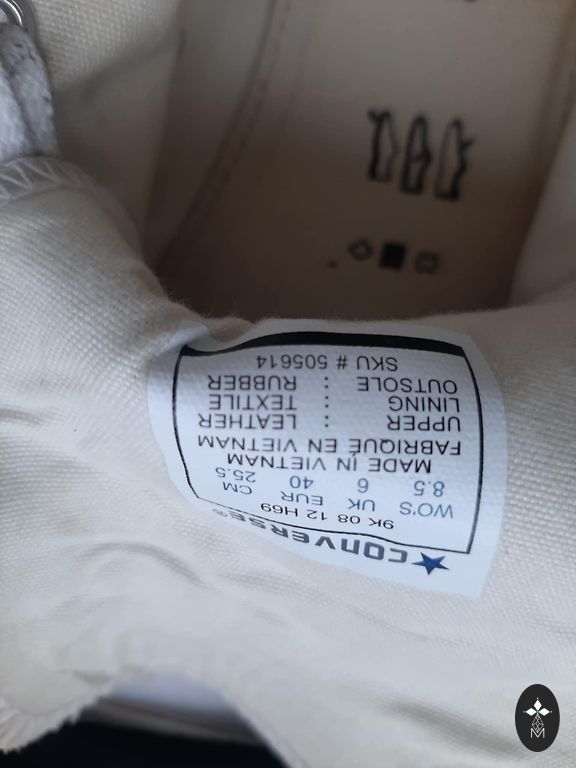 CONVERSE®
9K 08 12 H69
WO'S UK EUR CM
8.5 6 40 25.5
MADE IN VIETNAM
FABRIQUÉ EN VIETNAM
UPPER : LEATHER
LINING : TEXTILE
OUTSOLE : RUBBER
SKU # 505614
M